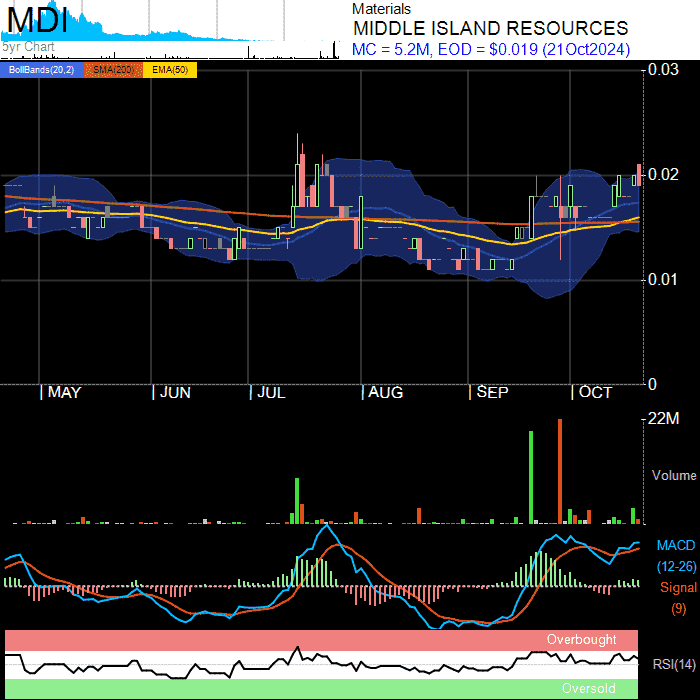 MDI
5yr Chart
Materials
MIDDLE ISLAND RESOURCES
MC = 5.2M, EOD = $0.019 (21Oct2024)
BollBands(20,2) SMA(200) EMA(50)
0.03
0.02
0.01
0
MAY JUN JUL AUG SEP OCT
22M
Volume
MACD
(12-26)
Signal
(9)
Overbought
RSI(14)
Oversold